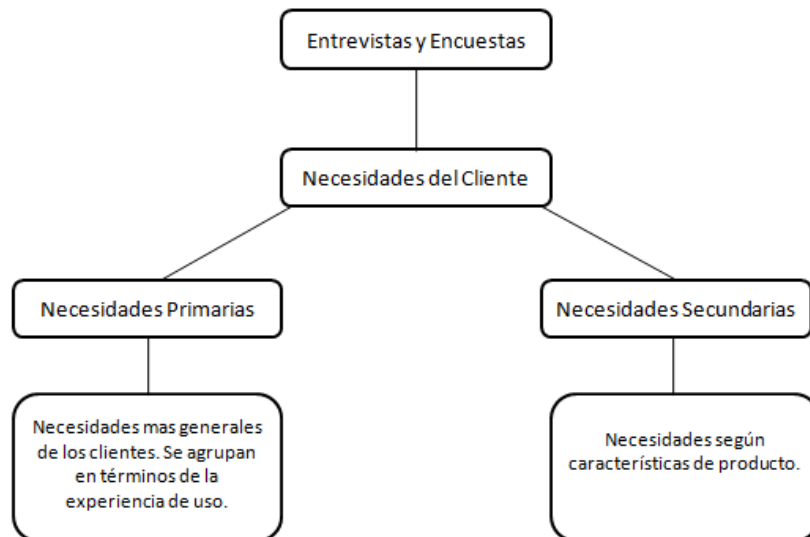 Entrevistas y Encuestas
Necesidades del Cliente
Necesidades Primarias
Necesidades Secundarias
Necesidades mas generales
de los clientes. Se agrupan
en términos de la
experiencia de uso.
Necesidades según
características de producto.